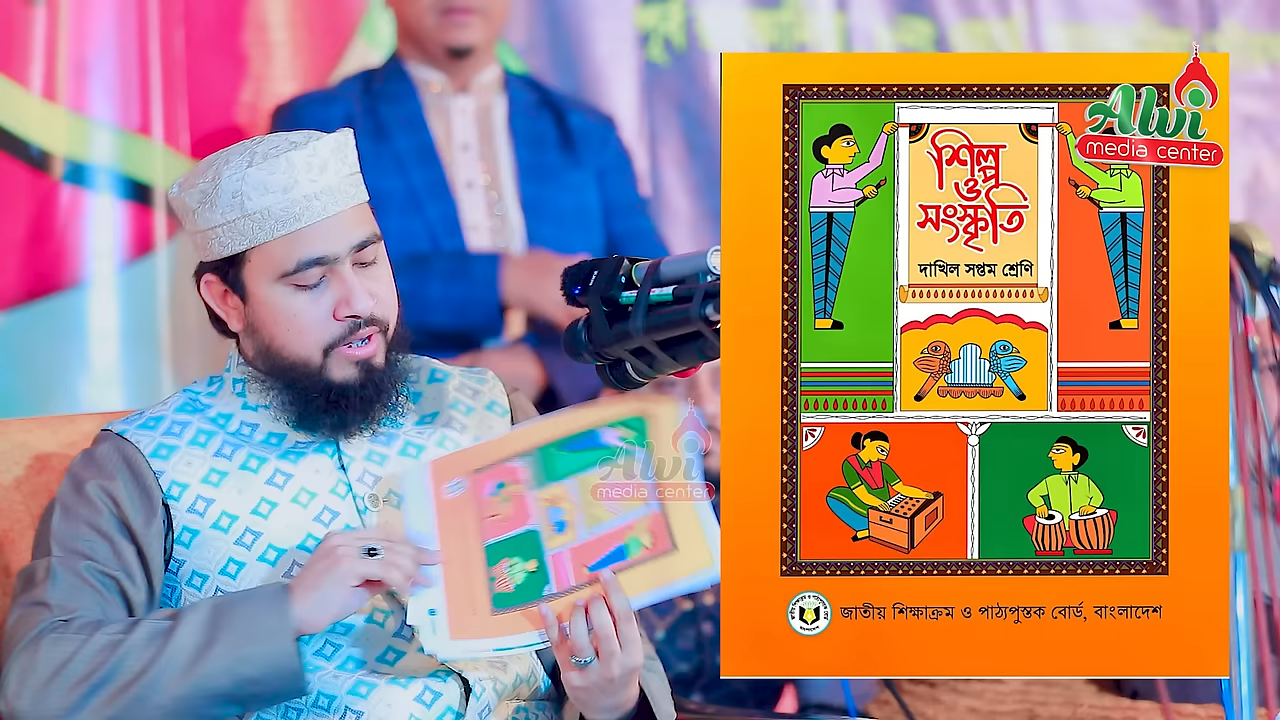 Alvi
media center
শিল্প
ও
সংস্কৃতি
দাখিল সপ্তম শ্রেণি
জাতীয় শিক্ষাক্রম ও পাঠ্যপুস্তক বোর্ড, বাংলাদেশ
Alvi
media center